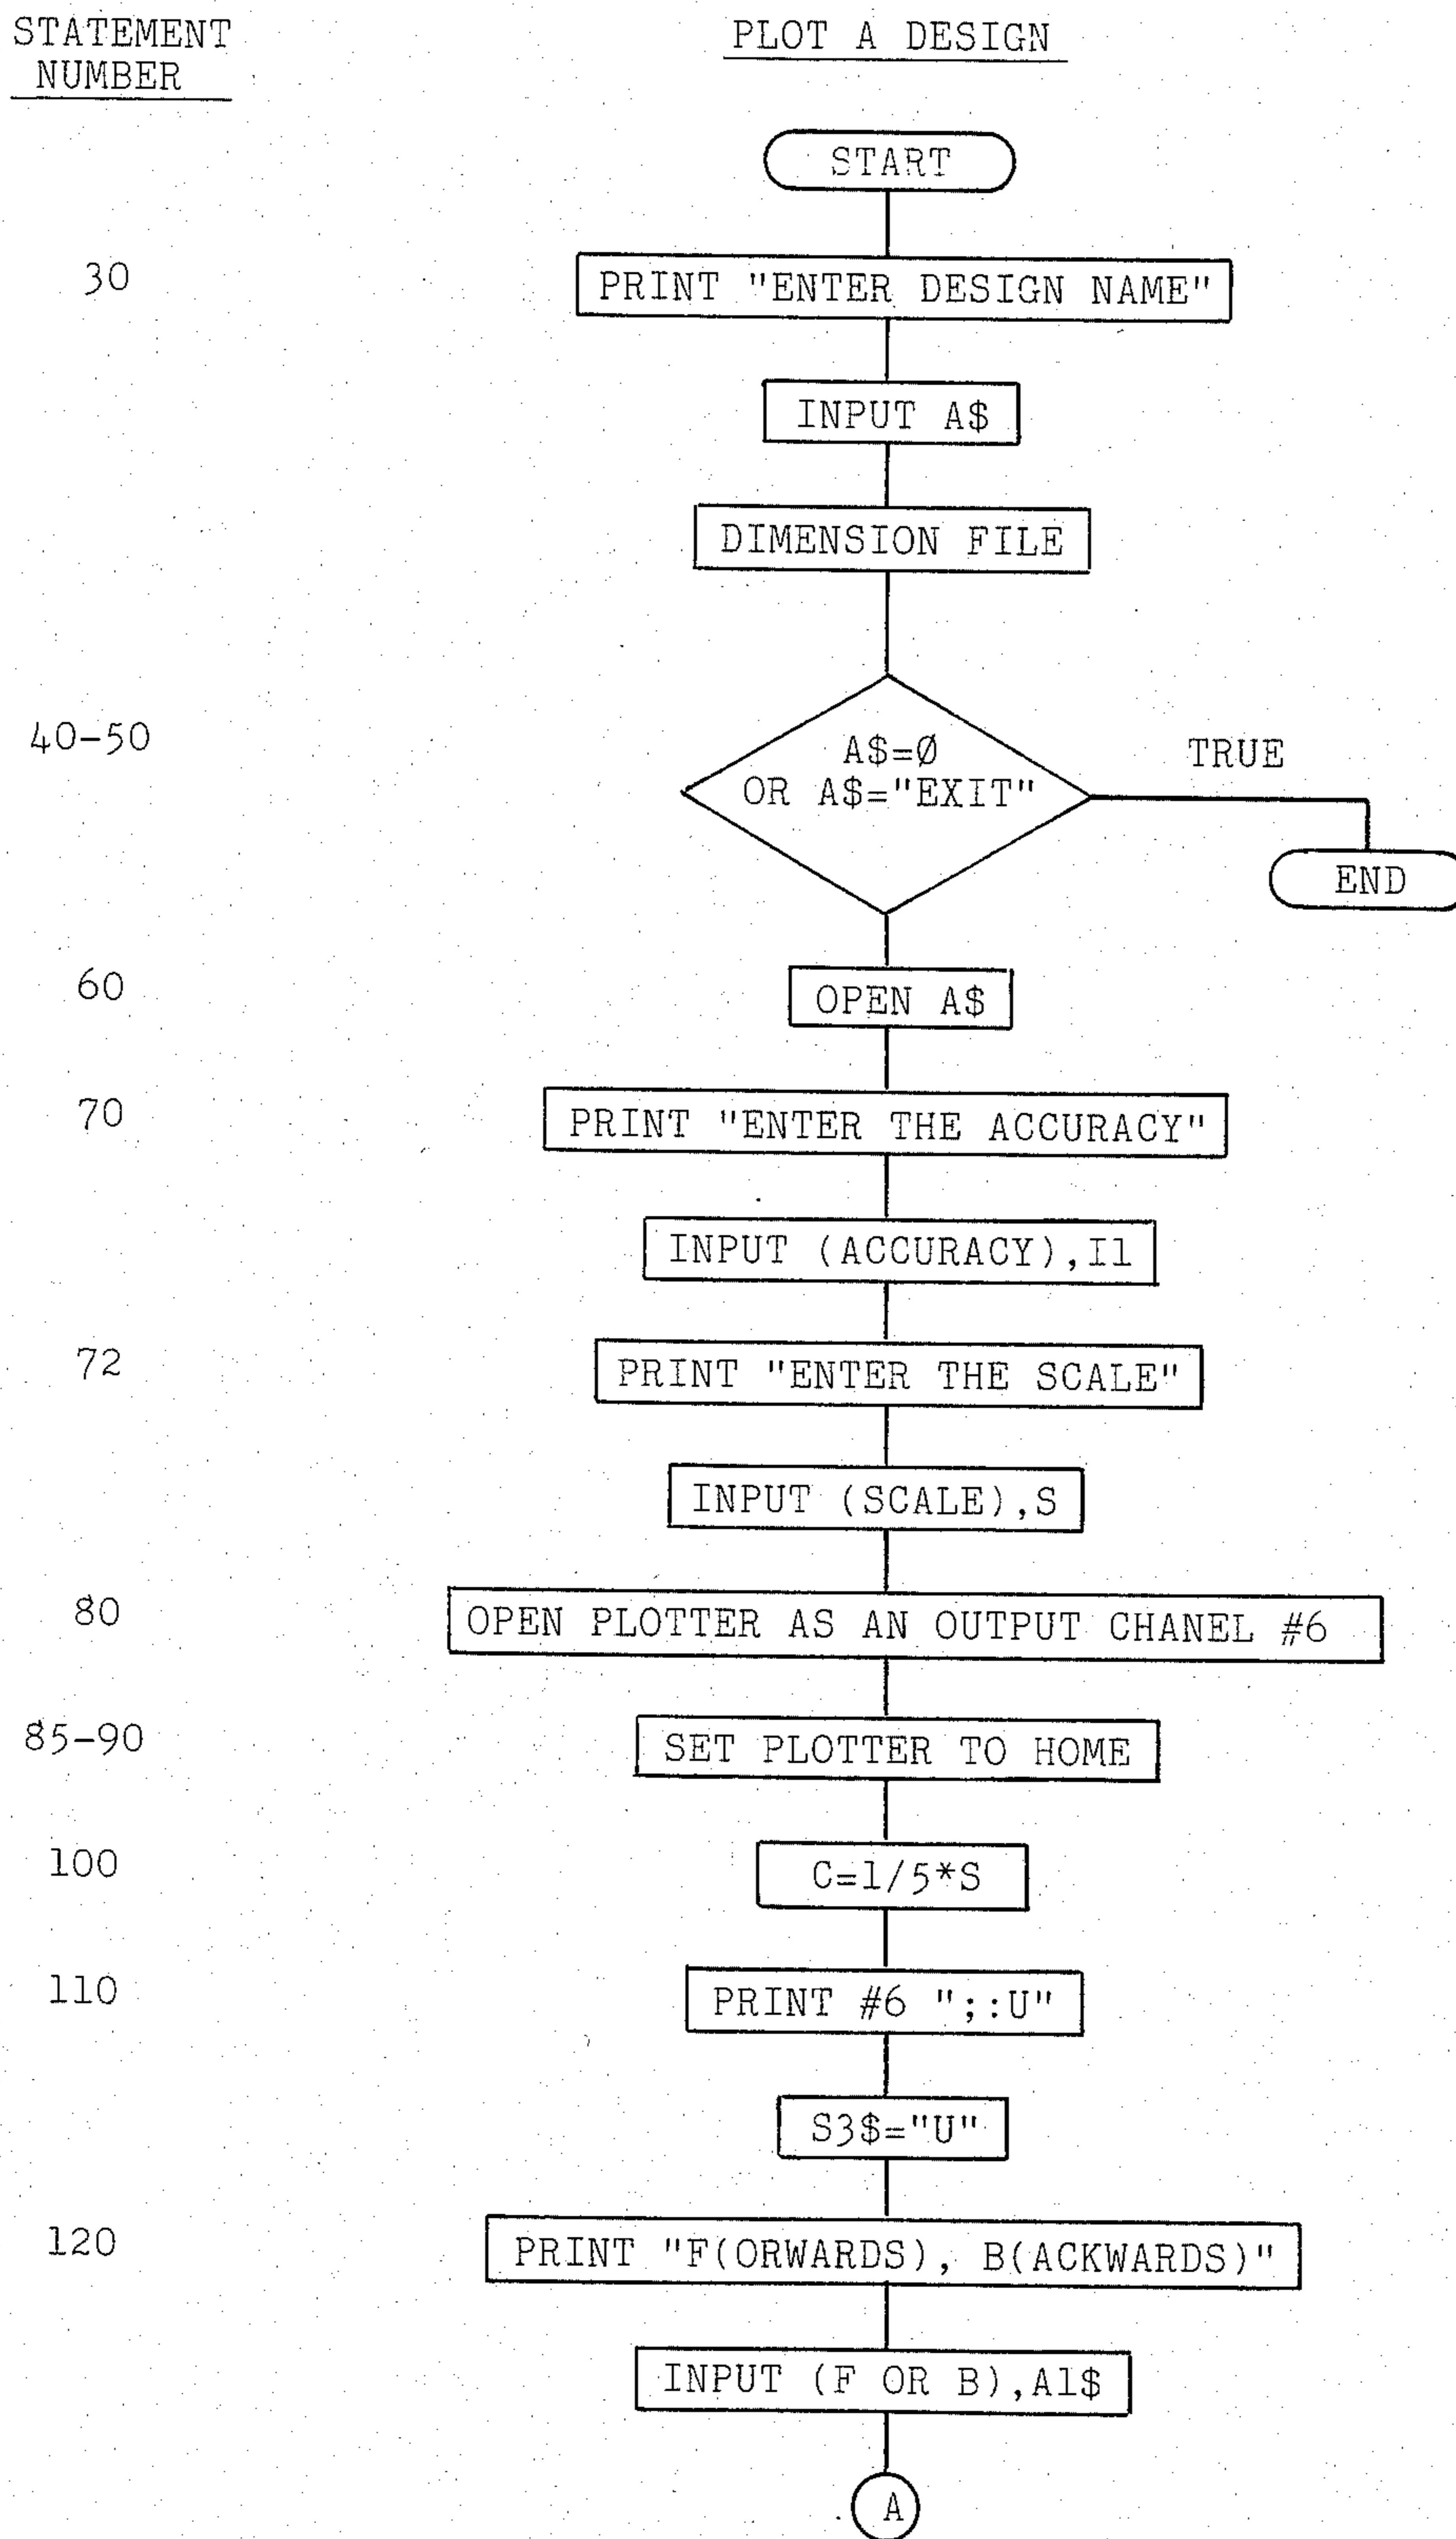 STATEMENT
NUMBER
PLOT A DESIGN
START
30
PRINT "ENTER DESIGN NAME"
INPUT A$
DIMENSION FILE
40-50
A$=Ø
OR A$="EXIT"
TRUE
END
60
OPEN A$
70
PRINT "ENTER THE ACCURACY"
INPUT (ACCURACY),I1
72
PRINT "ENTER THE SCALE"
INPUT (SCALE),S
80
OPEN PLOTTER AS AN OUTPUT CHANEL #6
85-90
SET PLOTTER TO HOME
100
C=1/5*S
110
PRINT #6 ";:U"
S3$="U"
120
PRINT "F(ORWARDS), B(ACKWARDS)"
INPUT (F OR B),A1$
A